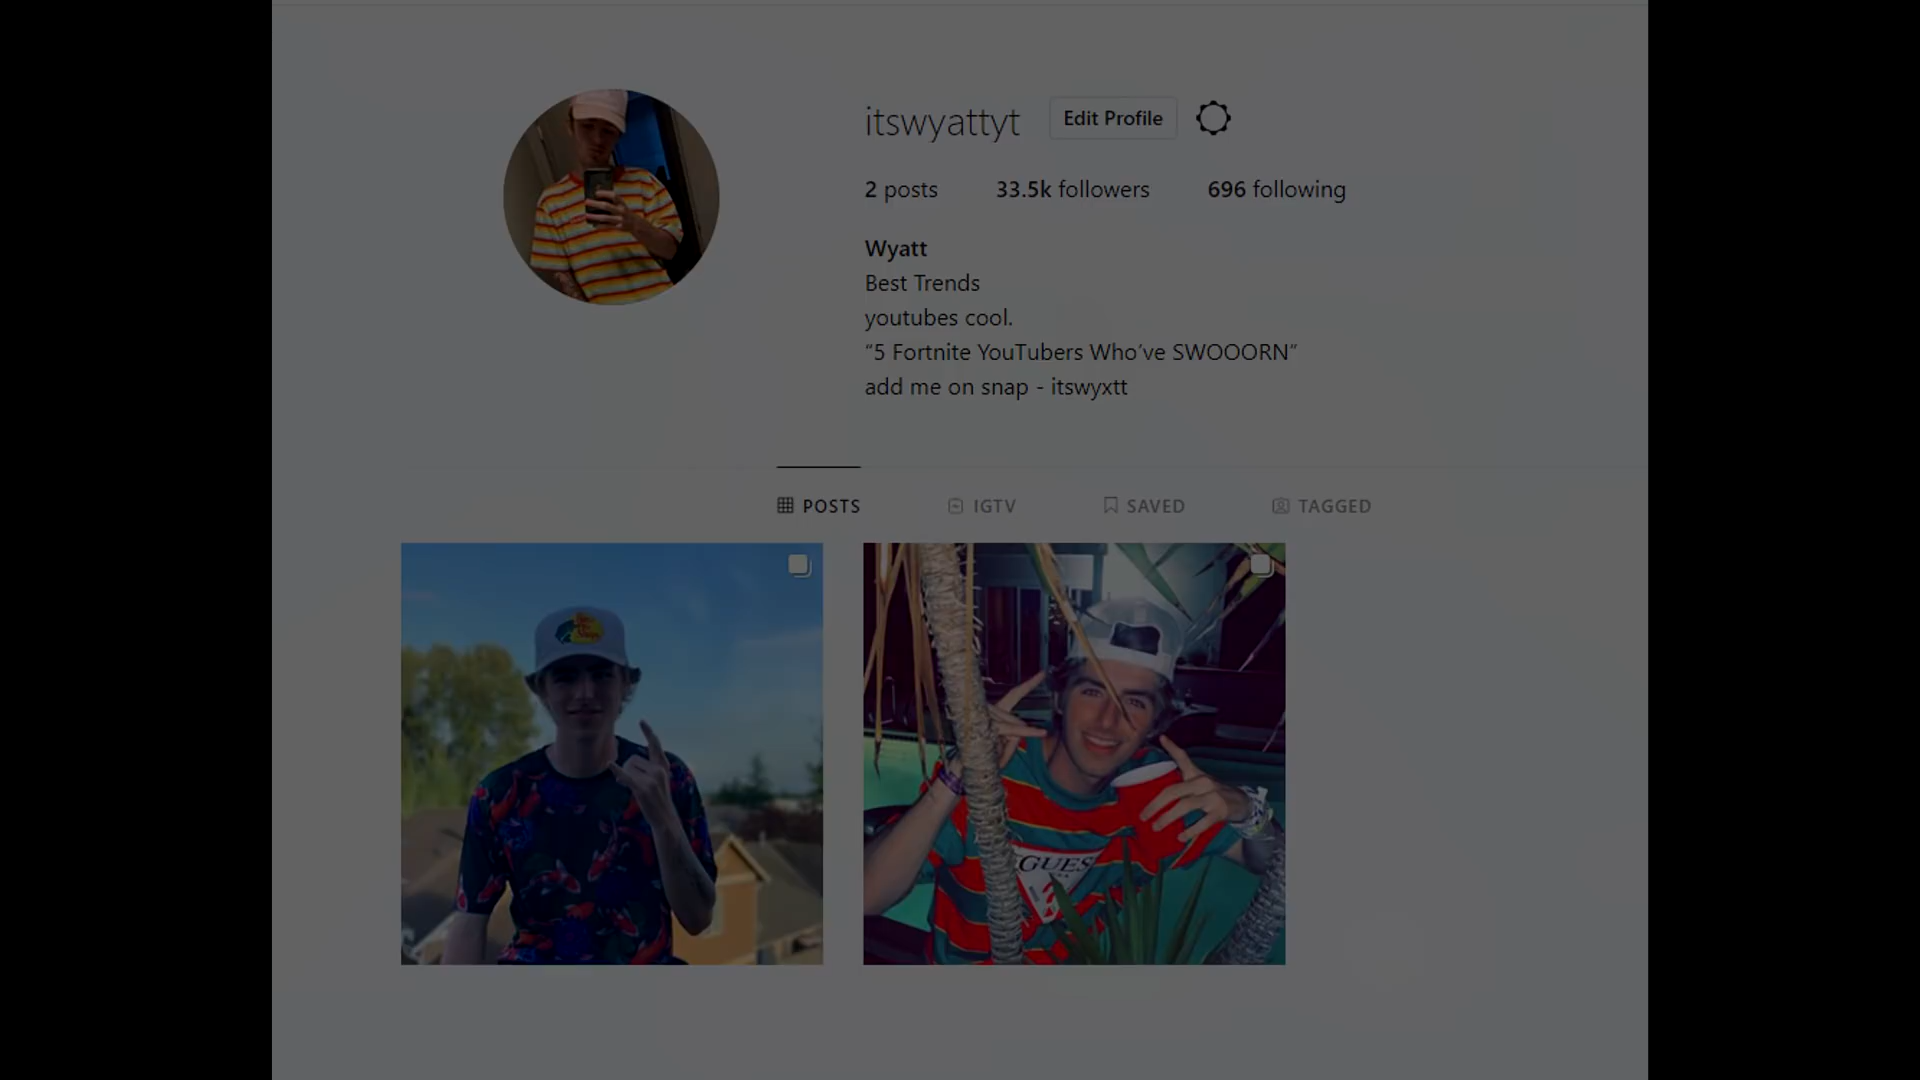 itswyattyt Edit Profile
2 posts 33.5k followers 696 following
Wyatt
Best Trends
youtubes cool.
“5 Fortnite YouTubers Who’ve SWOOORN”
add me on snap - itswyxtt
POSTS IGTV SAVED TAGGED
GUESS